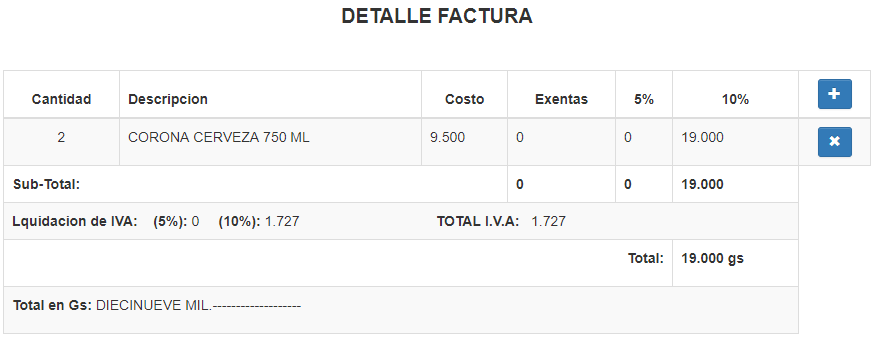 DETALLE FACTURA
Cantidad Descripcion Costo Exentas 5% 10%
2 CORONA CERVEZA 750 ML 9.500 0 0 19.000
Sub-Total: 0 0 19.000
Lquidacion de IVA: (5%): 0 (10%): 1.727 TOTAL I.V.A: 1.727
Total: 19.000 gs
Total en Gs: DIECINUEVE MIL.-------------------